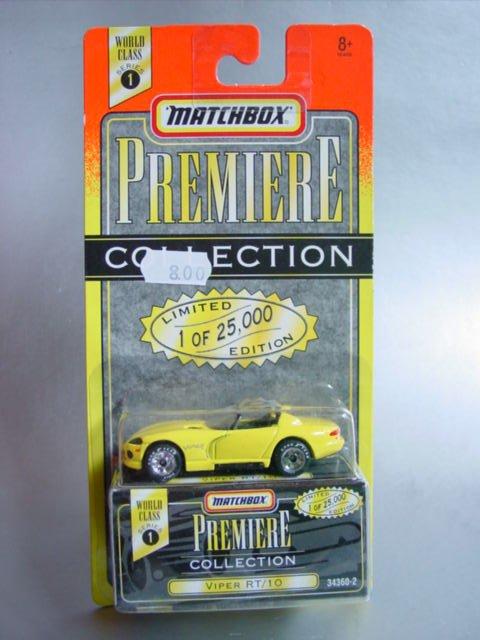 WORLD
CLASS
SERIES
1
8+
MATCHBOX
PREMIERE
COLLECTION
8.00
LIMITED
1 OF 25,000
EDITION
VIPER
MATCHBOX
WORLD
CLASS
SERIES
1
PREMIERE
COLLECTION
LIMITED
1 OF 25,000
EDITION
VIPER RT/10
34360-2